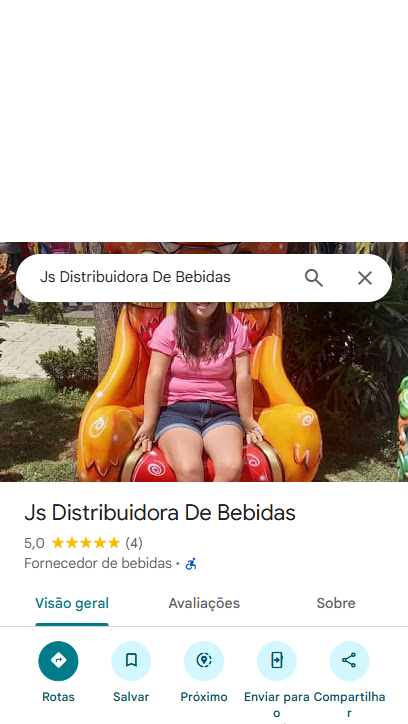 Js Distribuidora De Bebidas
Js Distribuidora De Bebidas
5,0 (4)
Fornecedor de bebidas ·
Visão geral Avaliações Sobre
Rotas Salvar Próximo Enviar para o Compartilhar